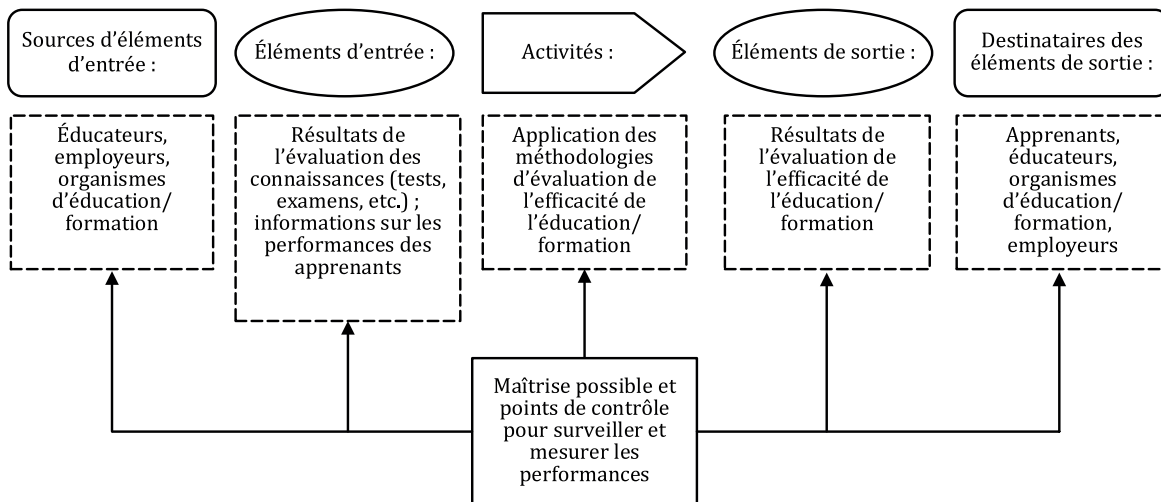 Sources d’éléments
d’entrée :
Éléments d’entrée :
Activités :
Éléments de sortie :
Destinataires des
éléments de sortie :
Éducateurs,
employeurs,
organismes
d’éducation/
formation
Résultats de
l’évaluation des
connaissances (tests,
examens, etc.) ;
informations sur les
performances des
apprenants
Application des
méthodologies
d’évaluation de
l’efficacité de
l’éducation/
formation
Résultats de
l’évaluation de
l’efficacité de
l’éducation/
formation
Apprenants,
éducateurs,
organismes
d’éducation/
formation,
employeurs
Maîtrise possible et
points de contrôle
pour surveiller et
mesurer les
performances